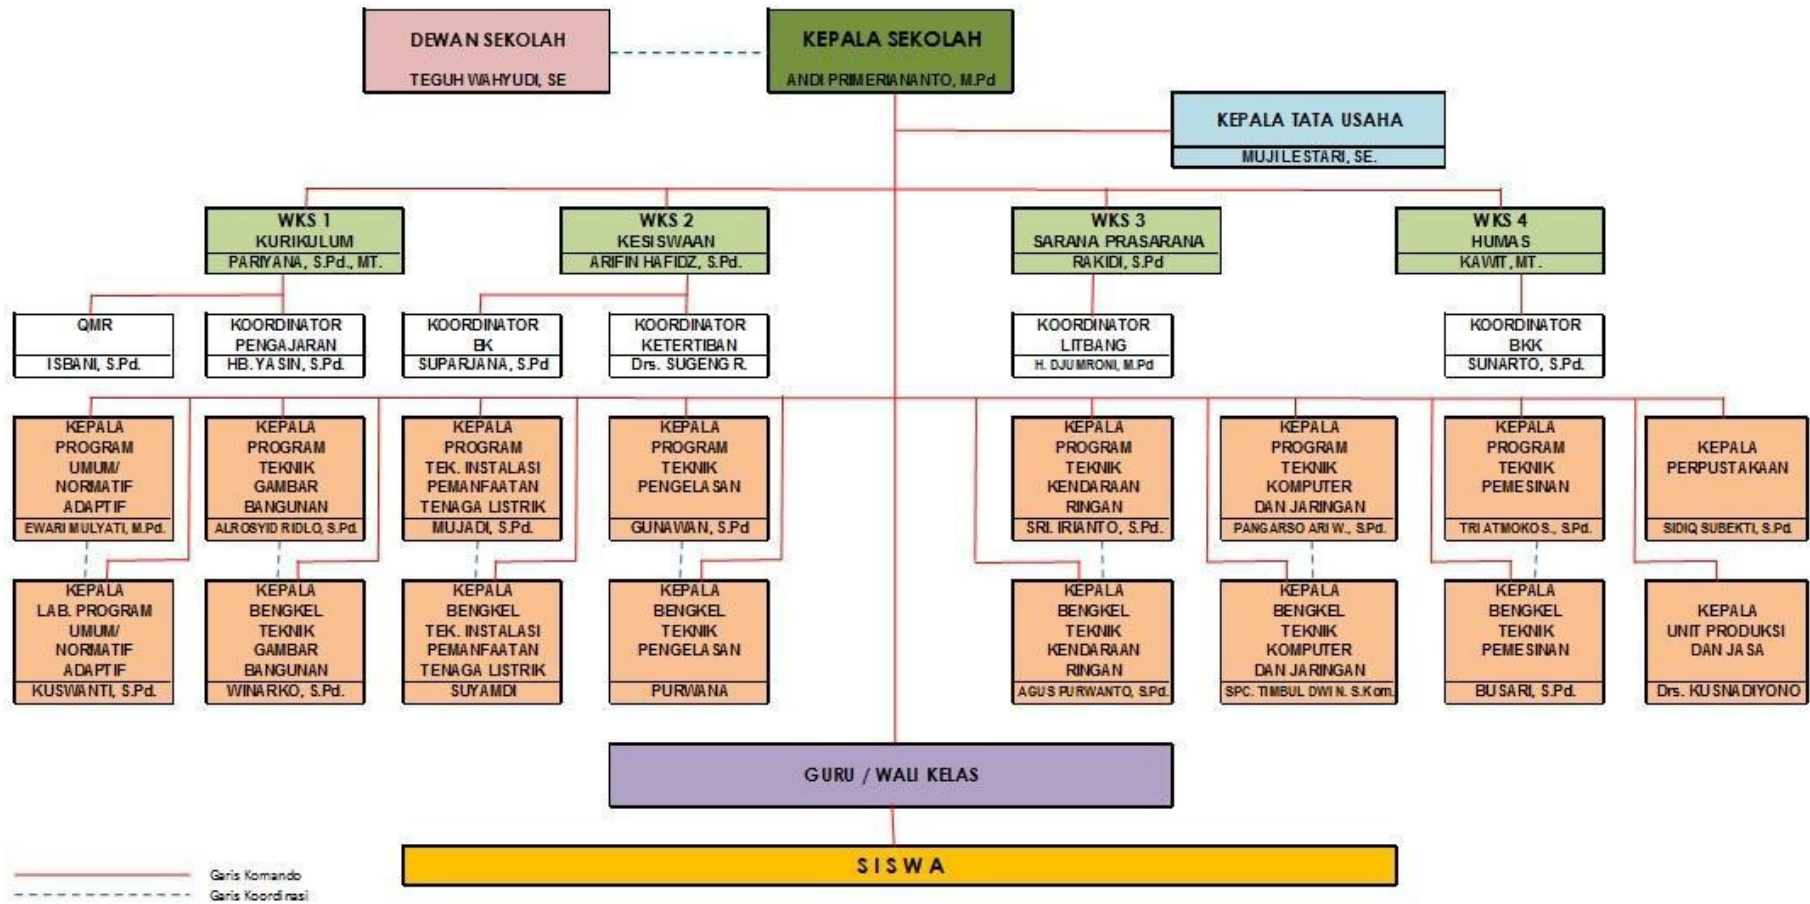 DEWAN SEKOLAH
TEGUH WAHYUDI, SE
KEPALA SEKOLAH
ANDI PRIMERIANANTO, M.Pd
KEPALA TATA USAHA
MUJI LESTARI, SE.
WKS 1
KURIKULUM
PARIYANA, S.Pd., MT.
WKS 2
KESISWAAN
ARIFIN HAFIDZ, S.Pd.
WKS 3
SARANA PRASARANA
RAKIDI, S.Pd
WKS 4
HUMAS
KAWIT, MT.
QMR
ISBANI, S.Pd.
KOORDINATOR
PENGAJARAN
HB. YASIN, S.Pd.
KOORDINATOR
BK
SUPARJANA, S.Pd
KOORDINATOR
KETERTIBAN
Drs. SUGENG R.
KOORDINATOR
LITBANG
H. DJUMRONI, M.Pd
KOORDINATOR
BKK
SUNARTO, S.Pd.
KEPALA
PROGRAM
UMUM/
NORMATIF
ADAPTIF
EWARI MULYATI, M.Pd.
KEPALA
PROGRAM
TEKNIK
GAMBAR
BANGUNAN
ALROSYID RIDLO, S.Pd.
KEPALA
PROGRAM
TEK. INSTALASI
PEMANFAATAN
TENAGA LISTRIK
MUJADI, S.Pd.
KEPALA
PROGRAM
TEKNIK
PENGELASAN
GUNAWAN, S.Pd
KEPALA
PROGRAM
TEKNIK
KENDARAAN
RINGAN
SRI. IRIANTO, S.Pd.
KEPALA
PROGRAM
TEKNIK
KOMPUTER
DAN JARINGAN
PANGARSO ARI W., S.Pd.
KEPALA
PROGRAM
TEKNIK
PEMESINAN
TRI ATMOKO S., S.Pd.
KEPALA
PERPUSTAKAAN
SIDIQ SUBEKTI, S.Pd.
KEPALA
LAB. PROGRAM
UMUM/
NORMATIF
ADAPTIF
KUSWANTI, S.Pd.
KEPALA
BENGKEL
TEKNIK
GAMBAR
BANGUNAN
WINARKO, S.Pd.
KEPALA
BENGKEL
TEK. INSTALASI
PEMANFAATAN
TENAGA LISTRIK
SUYAMDI
KEPALA
BENGKEL
TEKNIK
PENGELASAN
PURWANA
KEPALA
BENGKEL
TEKNIK
KENDARAAN
RINGAN
AGUS PURWANTO, S.Pd.
KEPALA
BENGKEL
TEKNIK
KOMPUTER
DAN JARINGAN
SPC. TIMBUL DWI N. S.Kom.
KEPALA
BENGKEL
TEKNIK
PEMESINAN
BUSARI, S.Pd.
KEPALA
UNIT PRODUKSI
DAN JASA
Drs. KUSNADIYONO
GURU / WALI KELAS
SISWA
Garis Komando
Garis Koordinasi